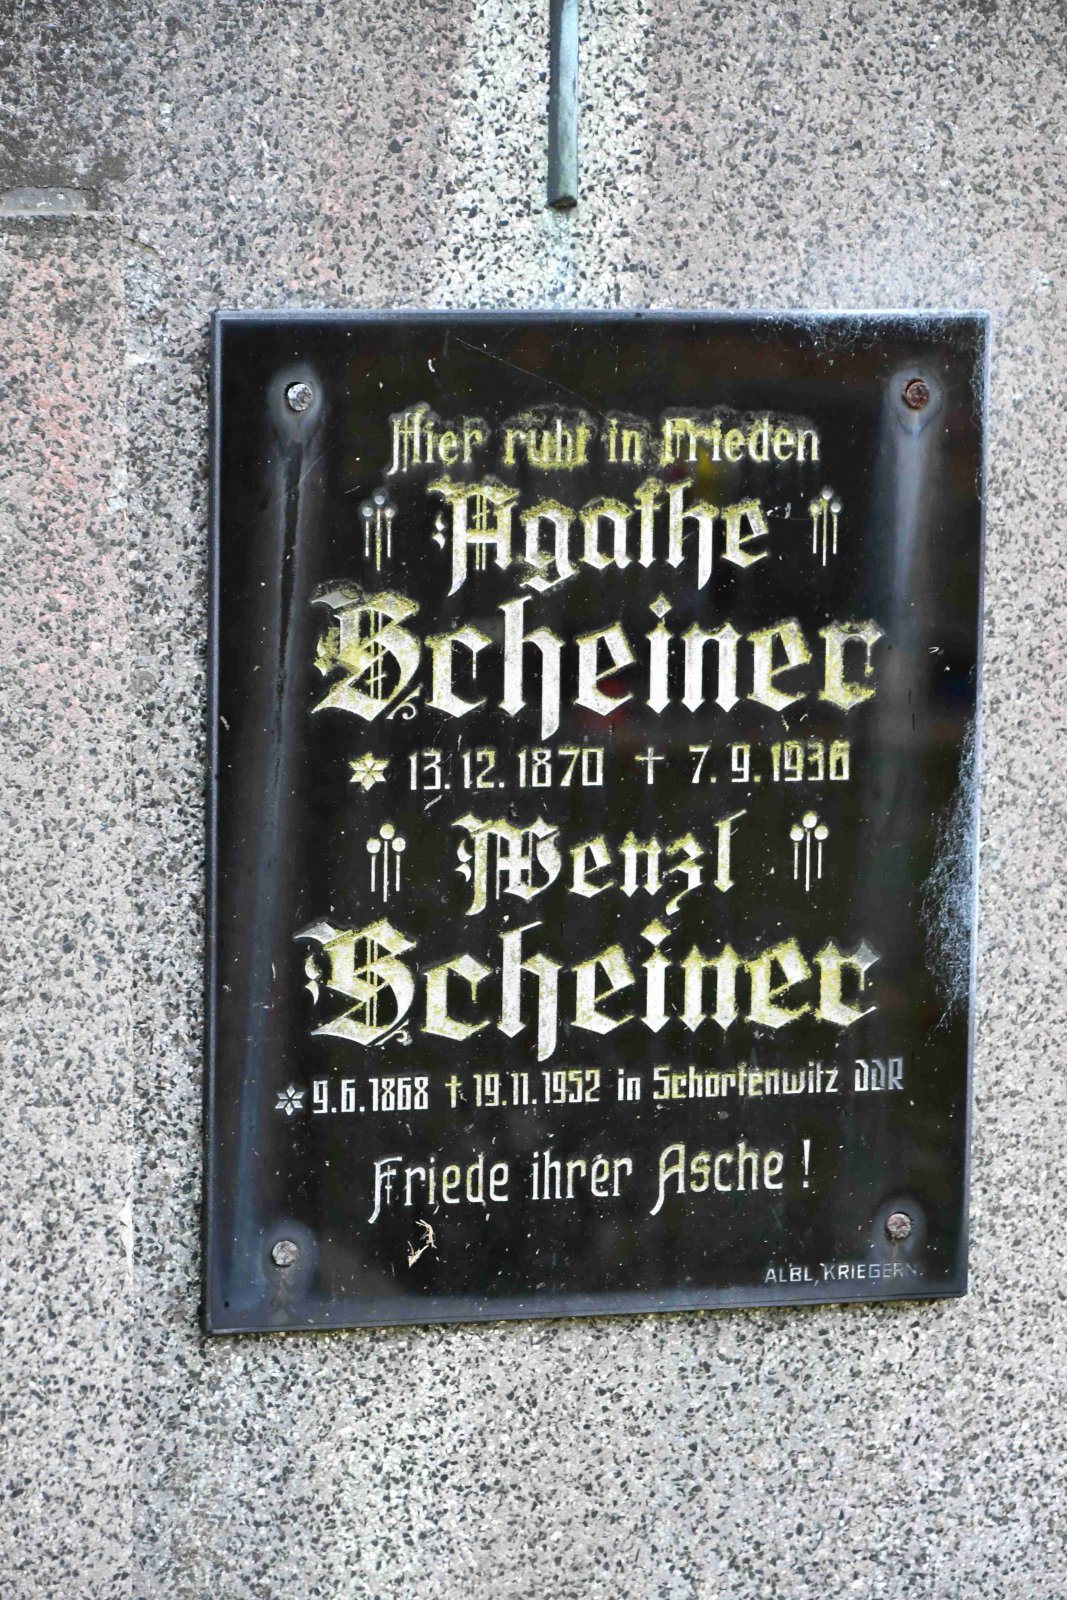 Hier ruht in Frieden
Agathe
Scheiner
* 13.12.1870 † 7.9.1936
Wenzl
Scheiner
* 9.6.1868 † 19.11.1952 in Schortenwitz DDR
Friede ihrer Asche!
ALBL, KRIEGERN.